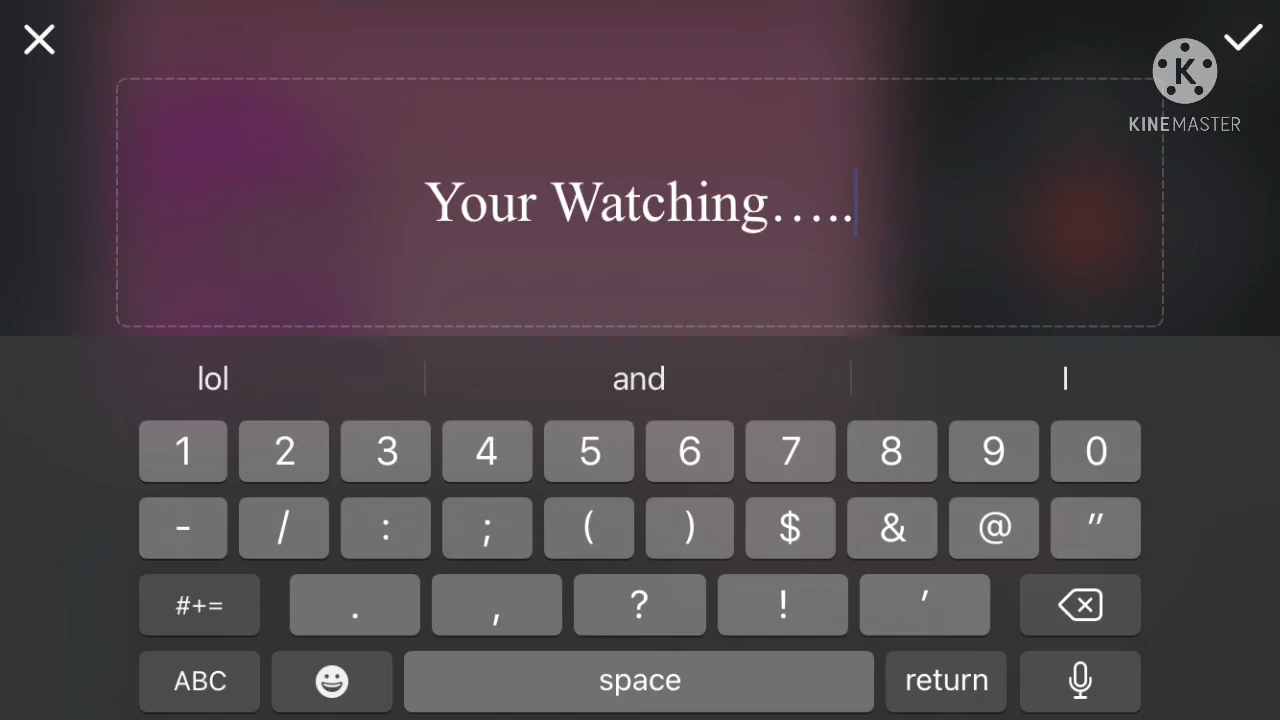 KINEMASTER
Your Watching…..
lol and I
1 2 3 4 5 6 7 8 9 0
- / : ; ( ) $ & @ "
#+= . , ? ! '
ABC space return